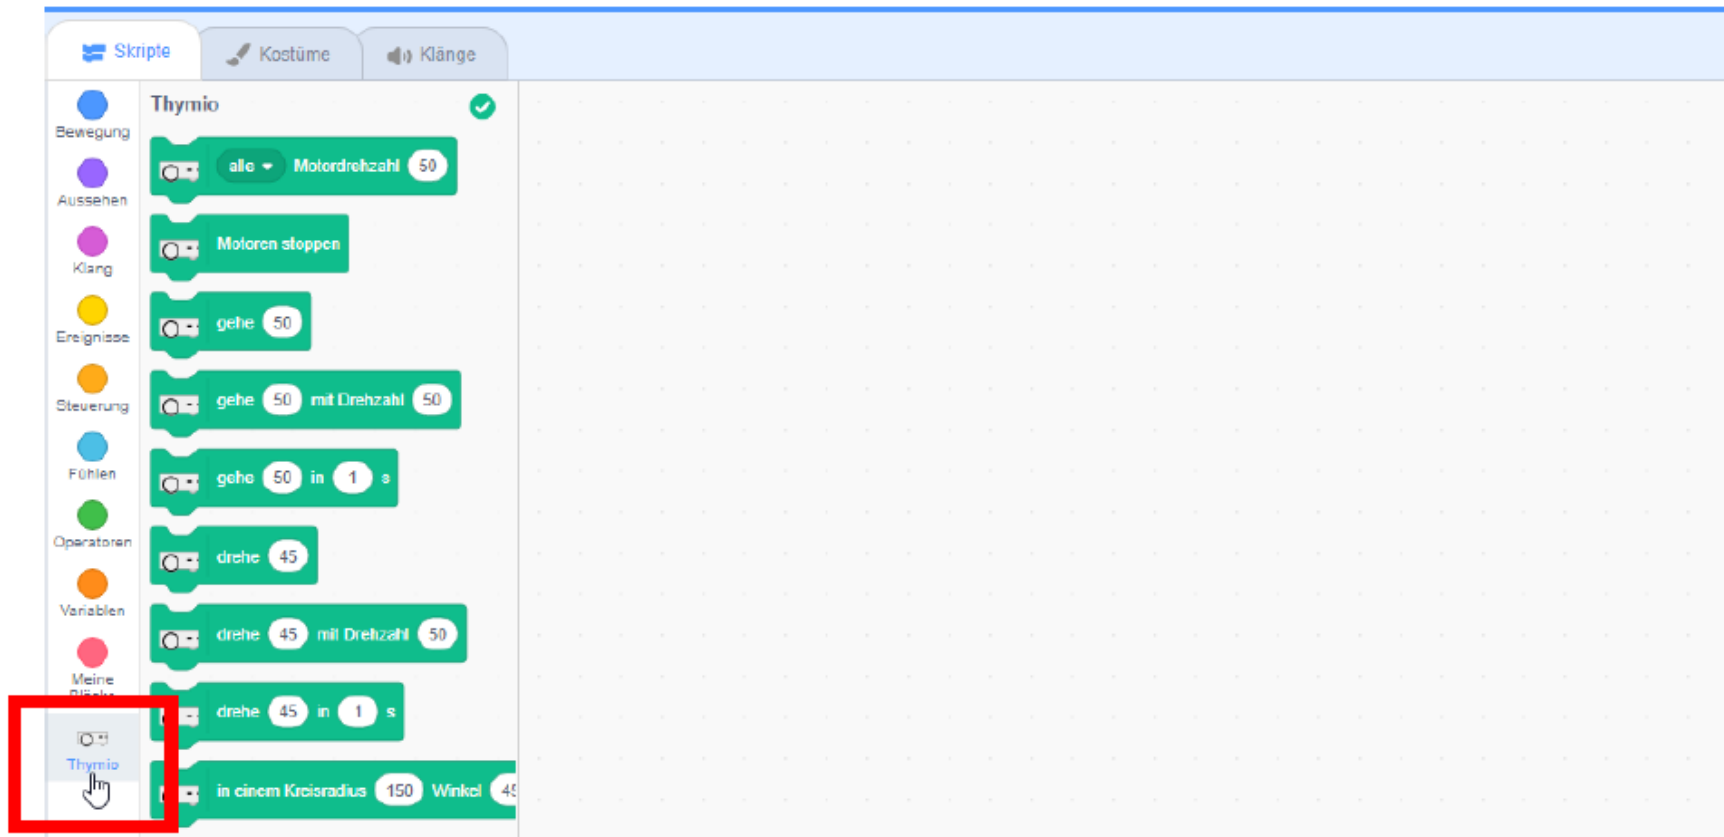 Skripte
Kostüme
Klänge
Bewegung
Aussehen
Klang
Ereignisse
Steuerung
Fühlen
Operatoren
Variablen
Meine
Thymio
Thymio
alle Motordrehzahl 50
Motoren stoppen
gehe 50
gehe 50 mit Drehzahl 50
gehe 50 in 1 s
drehe 45
drehe 45 mit Drehzahl 50
drehe 45 in 1 s
in einem Kreisradius 150 Winkel 45